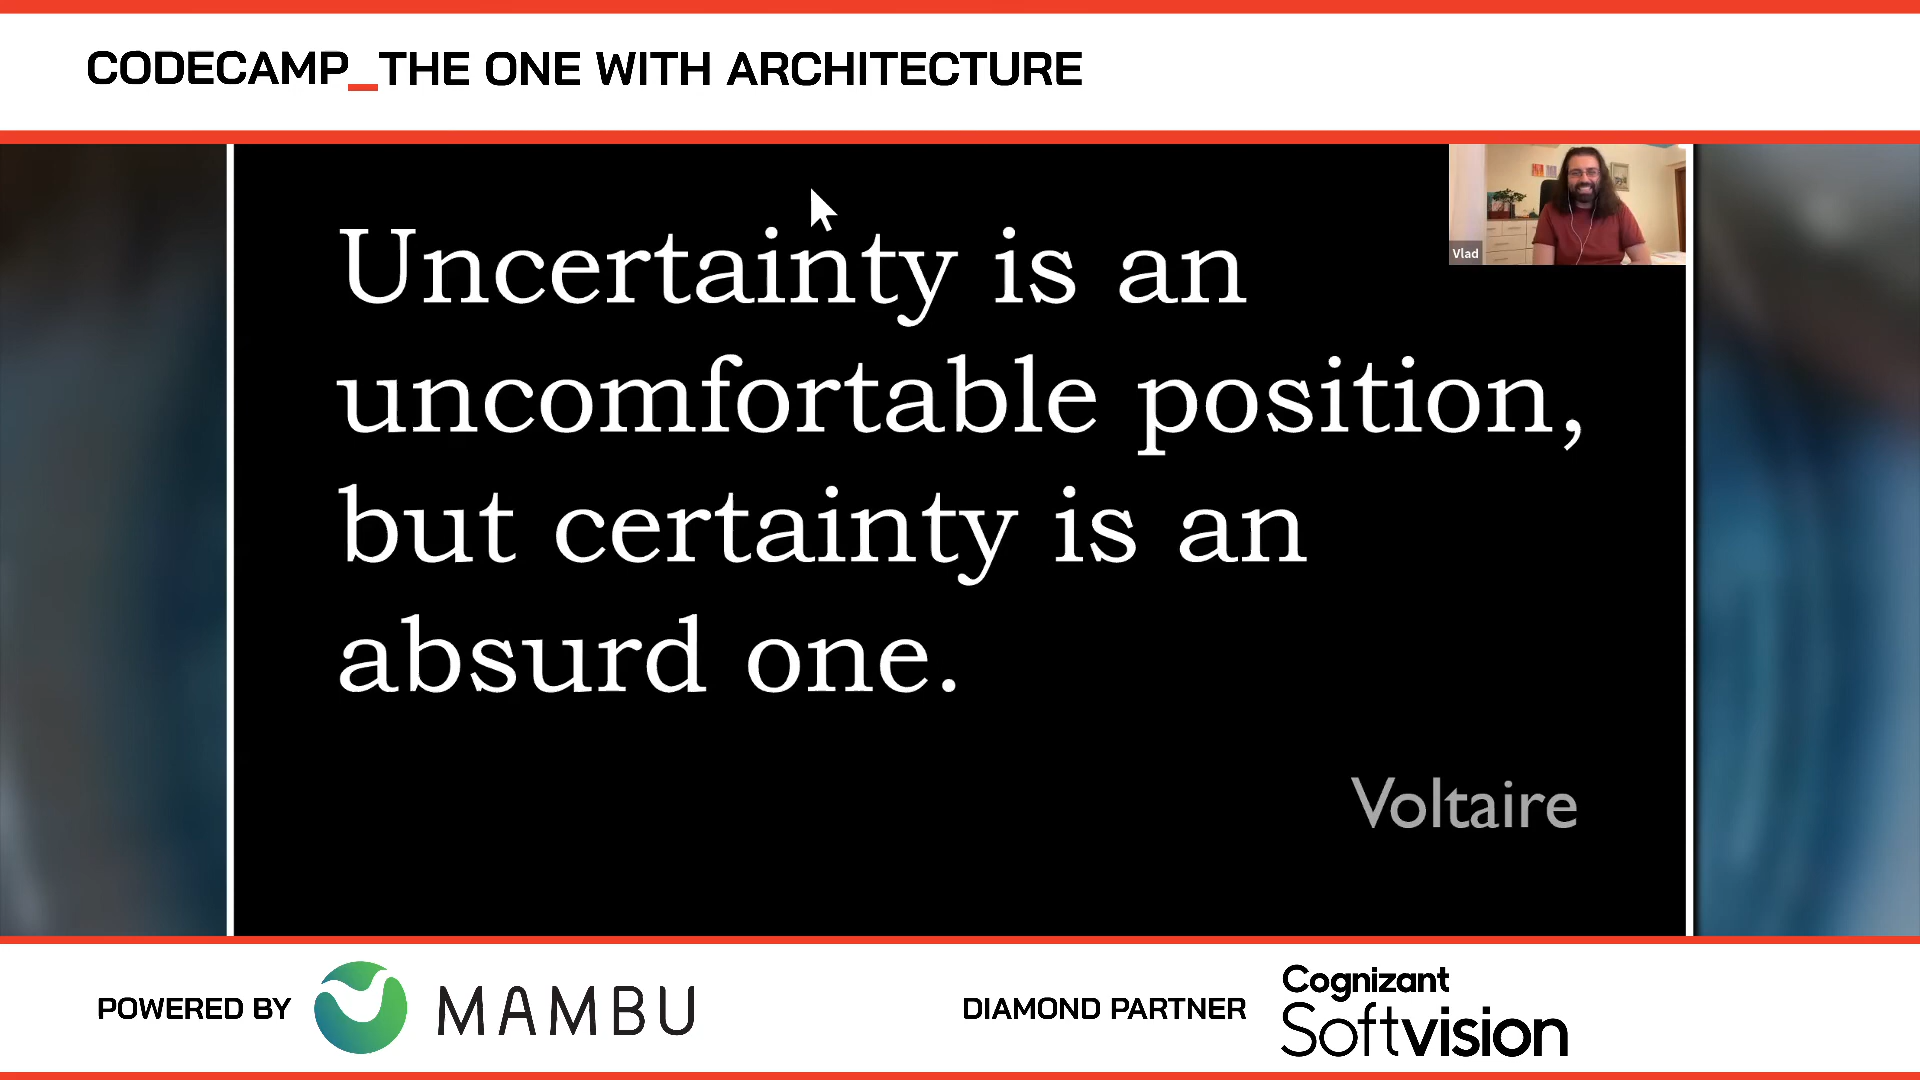 CODECAMP_THE ONE WITH ARCHITECTURE
Vlad
Uncertainty is an
uncomfortable position,
but certainty is an
absurd one.
Voltaire
POWERED BY
MAMBU
DIAMOND PARTNER
Cognizant
Softvision